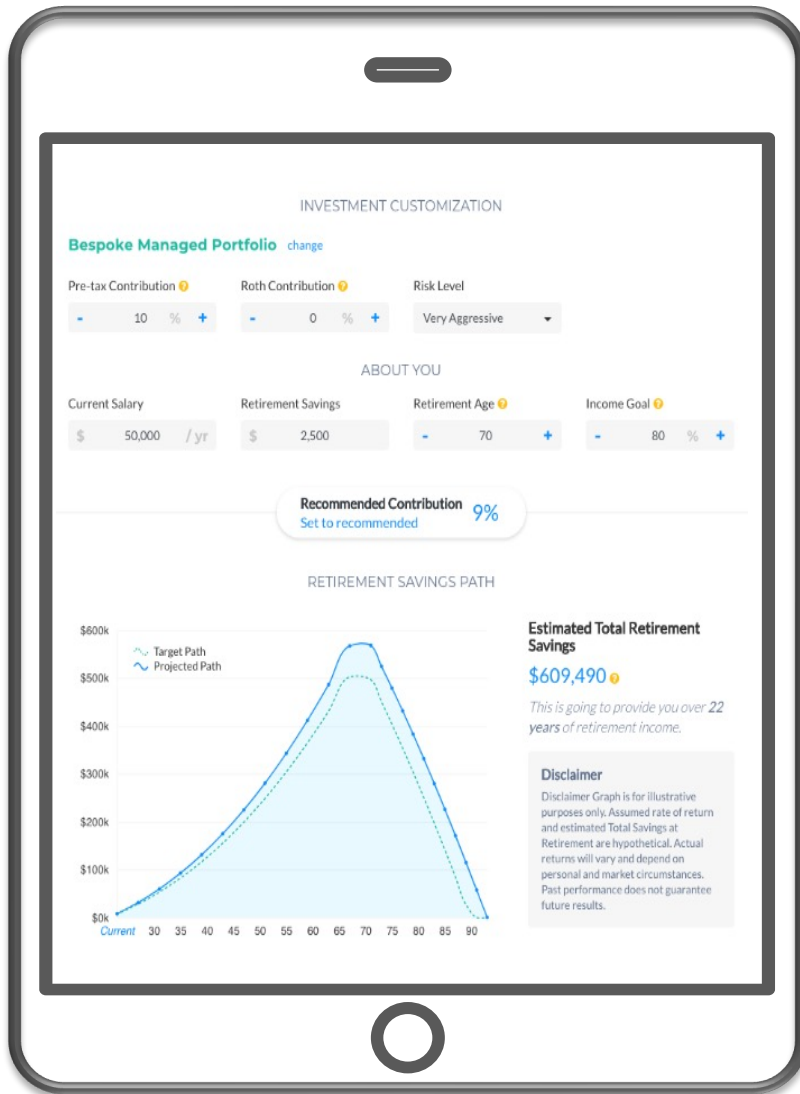 INVESTMENT CUSTOMIZATION
Bespoke Managed Portfolio change
Pre-tax Contribution ? Roth Contribution ? Risk Level
- 10 % + - 0 % + Very Aggressive
ABOUT YOU
Current Salary Retirement Savings Retirement Age ? Income Goal ?
$ 50,000 / yr $ 2,500 - 70 + - 80 % +
Recommended Contribution 9%
Set to recommended
RETIREMENT SAVINGS PATH
$600k
$500k
$400k
$300k
$200k
$100k
$0k
Target Path
Projected Path
Current 30 35 40 45 50 55 60 65 70 75 80 85 90
Estimated Total Retirement
Savings
$609,490 ?
This is going to provide you over 22
years of retirement income.
Disclaimer
Disclaimer Graph is for illustrative
purposes only. Assumed rate of return
and estimated Total Savings at
Retirement are hypothetical. Actual
returns will vary and depend on
personal and market circumstances.
Past performance does not guarantee
future results.